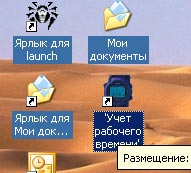 Ярлык для
launch
Мои
документы
Ярлык для
Мои док...
'Учет
рабочего
времени'
Размещение: